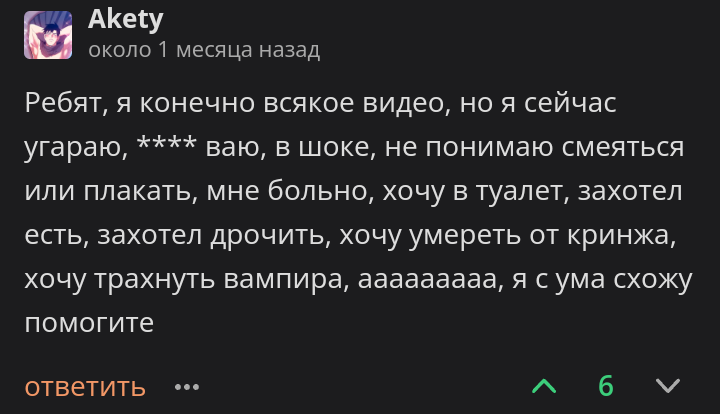 Akety
около 1 месяца назад
Ребят, я конечно всякое видео, но я сейчас
угараю, **** ваю, в шоке, не понимаю смеяться
или плакать, мне больно, хочу в туалет, захотел
есть, захотел дрочить, хочу умереть от кринжа,
хочу трахнуть вампира, ааааааааа, я с ума схожу
помогите
ответить ••• 6